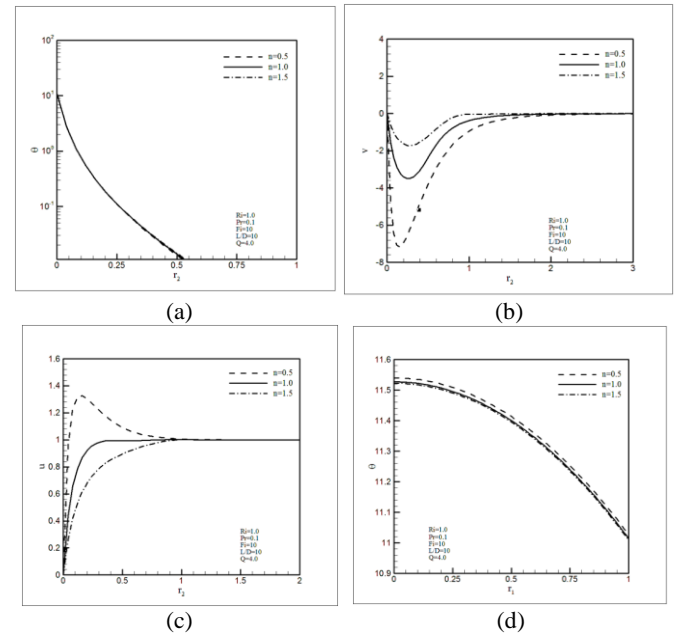 10²
n=0.5
n=1.0
n=1.5
10¹
θ
10⁰
10⁻¹
Ri=1.0
Pr=0.1
Fi=10
L/D=10
Q=4.0
0 0.25 0.5 0.75 1
r₂
(a)
4
n=0.5
n=1.0
n=1.5
2
0
-2
v
-4
-6
-8
Ri=1.0
Pr=0.1
Fi=10
L/D=10
Q=4.0
0 1 2 3
r₂
(b)
1.6
n=0.5
n=1.0
n=1.5
1.4
1.2
1
u
0.8
0.6
0.4
0.2
0
Ri=1.0
Pr=0.1
Fi=10
L/D=10
Q=4.0
0 0.5 1 1.5 2
r₂
(c)
11.6
n=0.5
n=1.0
n=1.5
11.5
11.4
11.3
θ
11.2
11.1
11
10.9
Ri=1.0
Pr=0.1
Fi=10
L/D=10
Q=4.0
0 0.25 0.5 0.75 1
r₁
(d)